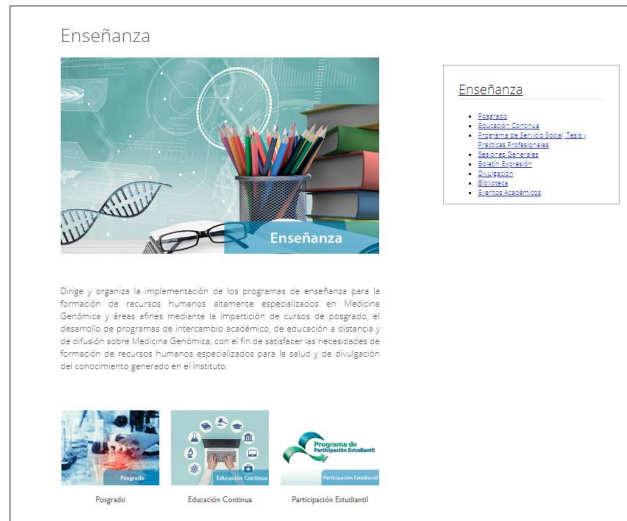 Enseñanza
Enseñanza
Dirige y organiza la implementación de los programas de enseñanza para la
formación de recursos humanos altamente especializados en Medicina
Genómica y áreas afines mediante la impartición de cursos de posgrado, el
desarrollo de programas de intercambio académico, de educación a distancia y
de difusión sobre Medicina Genómica; con el fin de satisfacer las necesidades de
formación de recursos humanos especializados para la salud y de divulgación
del conocimiento generado en el Instituto.
Posgrado
Educación Continua
Programa de
Participación Estudiantil
Participación Estudiantil
Posgrado
Educación Continua
Participación Estudiantil
Enseñanza
Posgrado
Educación Continua
Programa de Servicio Social, Tesis y
Prácticas Profesionales
Sesiones Generales
Boletín Expresión
Divulgación
Biblioteca
Eventos Académicos